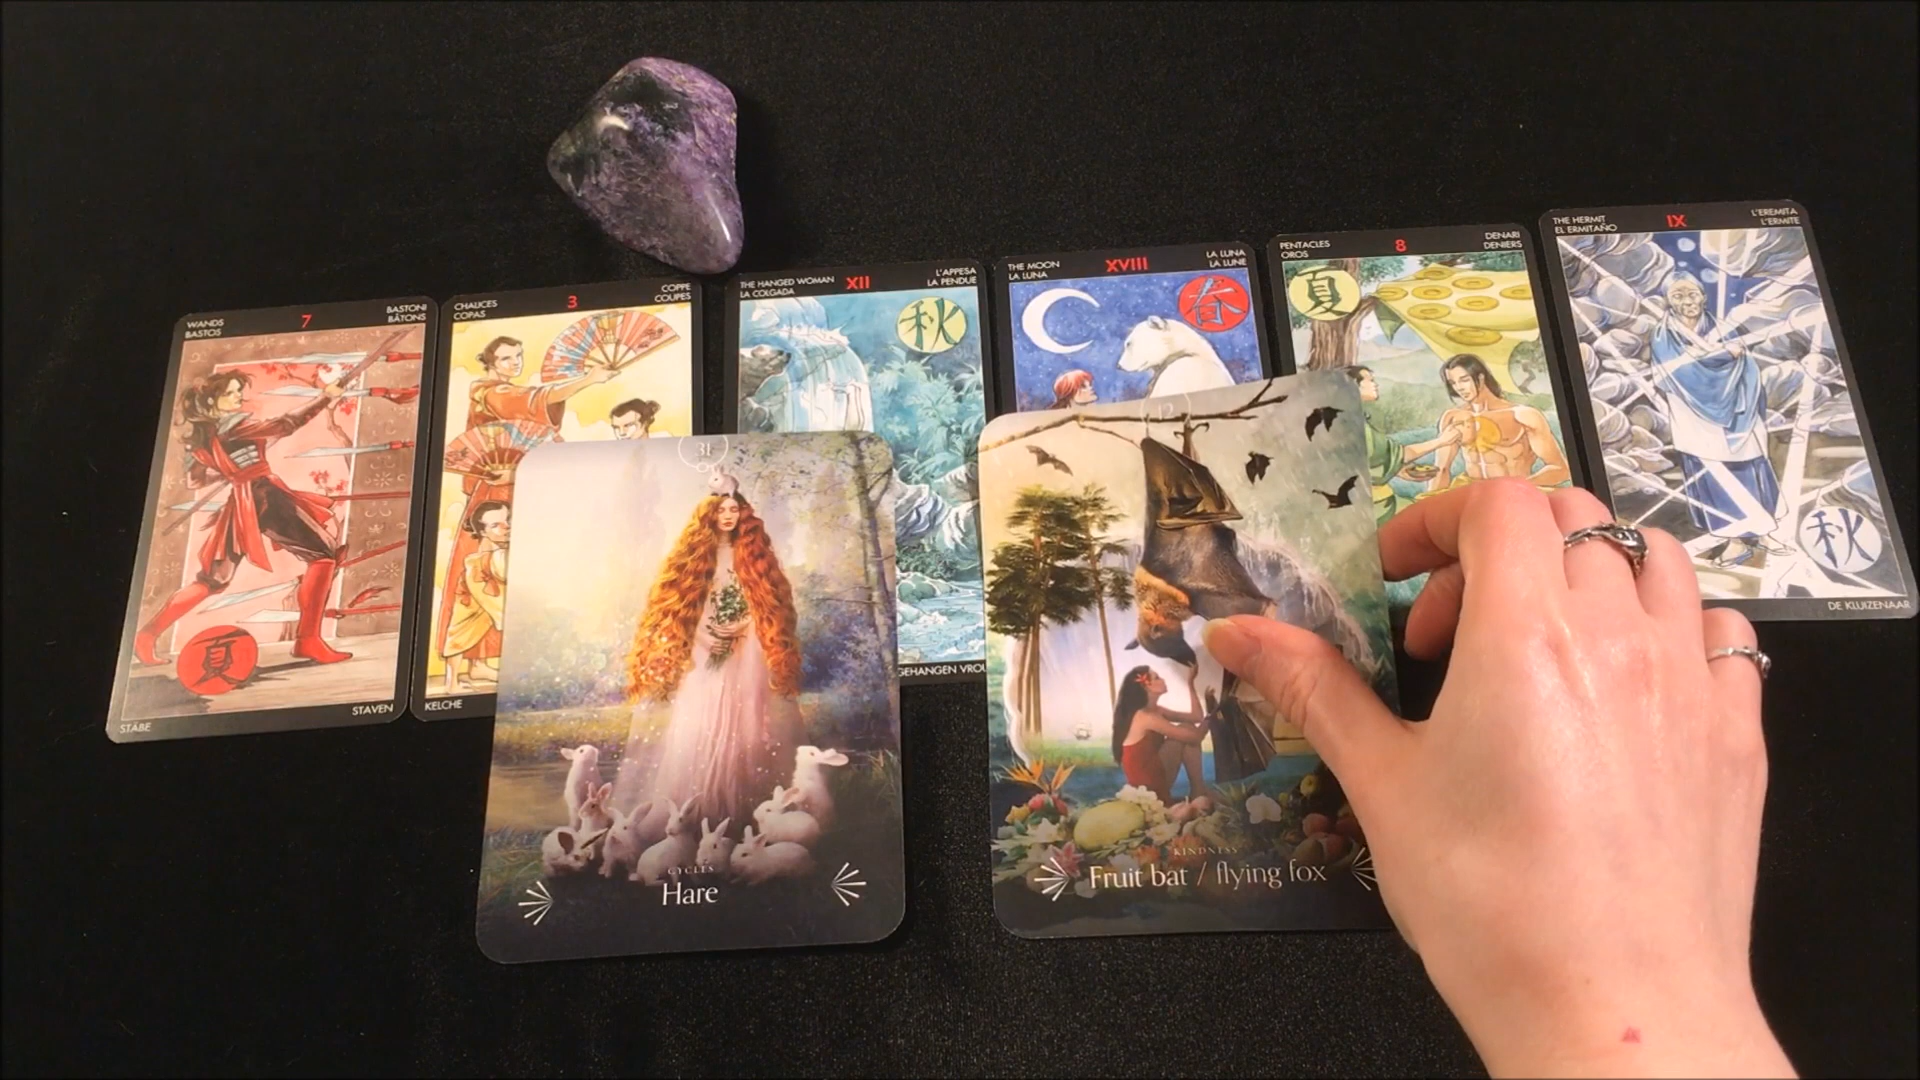 WANDS
BASTOS
7
BASTONI
BÂTONS
夏
STÄBE
STAVEN
CHALICES
COPAS
3
COPPE
COUPES
KELCHE
THE HANGED WOMAN
LA COLGADA
XII
L'APPESA
LA PENDUE
秋
GEHANGEN VROU
THE MOON
LA LUNA
XVIII
LA LUNA
LA LUNE
春
PENTACLES
OROS
8
DENARI
DENIERS
夏
THE HERMIT
EL ERMITAÑO
IX
L'EREMITA
L'ERMITE
秋
DE KLUIZENAAR
31
CYCLES
Hare
12
KINDNESS
Fruit bat / flying fox